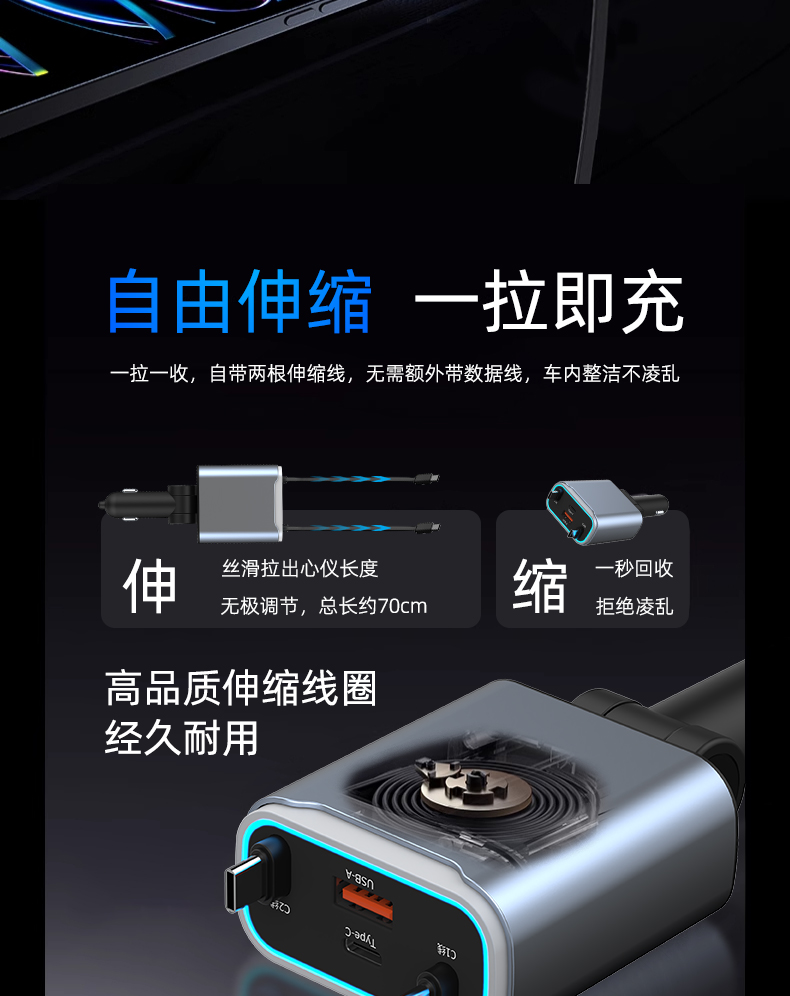 自由伸缩 一拉即充
一拉一收，自带两根伸缩线，无需额外带数据线，车内整洁不凌乱
伸
丝滑拉出心仪长度
无极调节，总长约70cm
缩
一秒回收
拒绝凌乱
高品质伸缩线圈
经久耐用
USB-A
C2线
Type-C
C1线